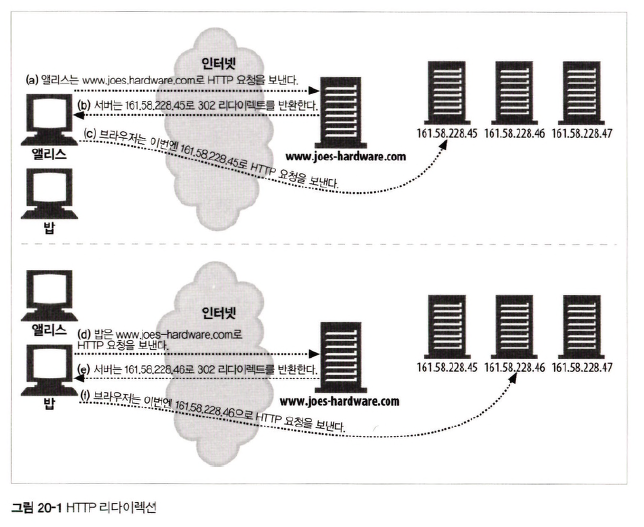 인터넷
(a) 앨리스는 www.joes.hardware.com로 HTTP 요청을 보낸다.
(b) 서버는 161.58.228.45로 302 리다이렉트를 반환한다.
(c) 브라우저는 이번엔 161.58.228.45로 HTTP 요청을 보낸다.
앨리스
밥
www.joes-hardware.com
161.58.228.45
161.58.228.46
161.58.228.47
인터넷
앨리스
(d) 밥은 www.joes-hardware.com로
HTTP 요청을 보낸다.
(e) 서버는 161.58.228.46로 302 리다이렉트를 반환한다.
밥
(f) 브라우저는 이번엔 161.58.228.46으로 HTTP 요청을 보낸다.
www.joes-hardware.com
161.58.228.45
161.58.228.46
161.58.228.47
그림 20-1 HTTP 리다이렉션